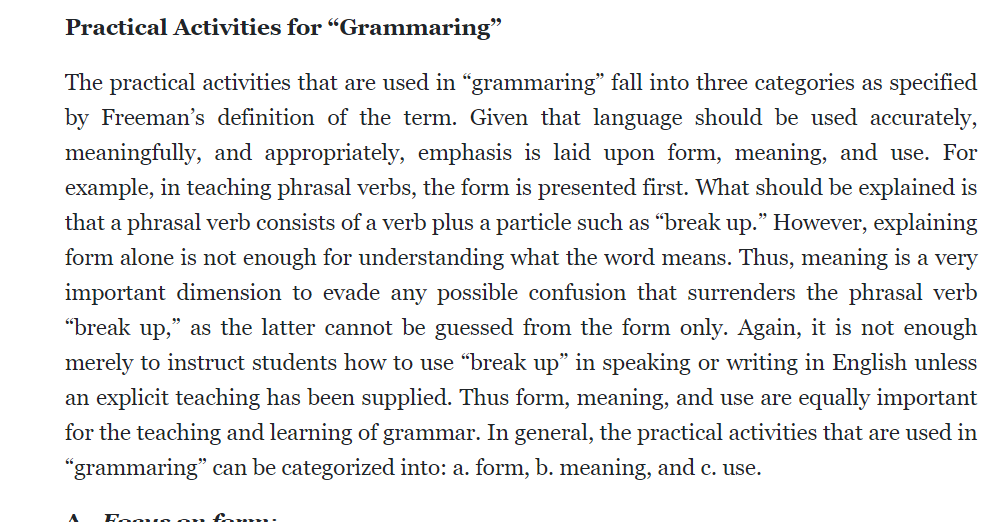 Practical Activities for “Grammaring”
The practical activities that are used in “grammaring” fall into three categories as specified
by Freeman’s definition of the term. Given that language should be used accurately,
meaningfully, and appropriately, emphasis is laid upon form, meaning, and use. For
example, in teaching phrasal verbs, the form is presented first. What should be explained is
that a phrasal verb consists of a verb plus a particle such as “break up.” However, explaining
form alone is not enough for understanding what the word means. Thus, meaning is a very
important dimension to evade any possible confusion that surrenders the phrasal verb
“break up,” as the latter cannot be guessed from the form only. Again, it is not enough
merely to instruct students how to use “break up” in speaking or writing in English unless
an explicit teaching has been supplied. Thus form, meaning, and use are equally important
for the teaching and learning of grammar. In general, the practical activities that are used in
“grammaring” can be categorized into: a. form, b. meaning, and c. use.
A. Focus on form: